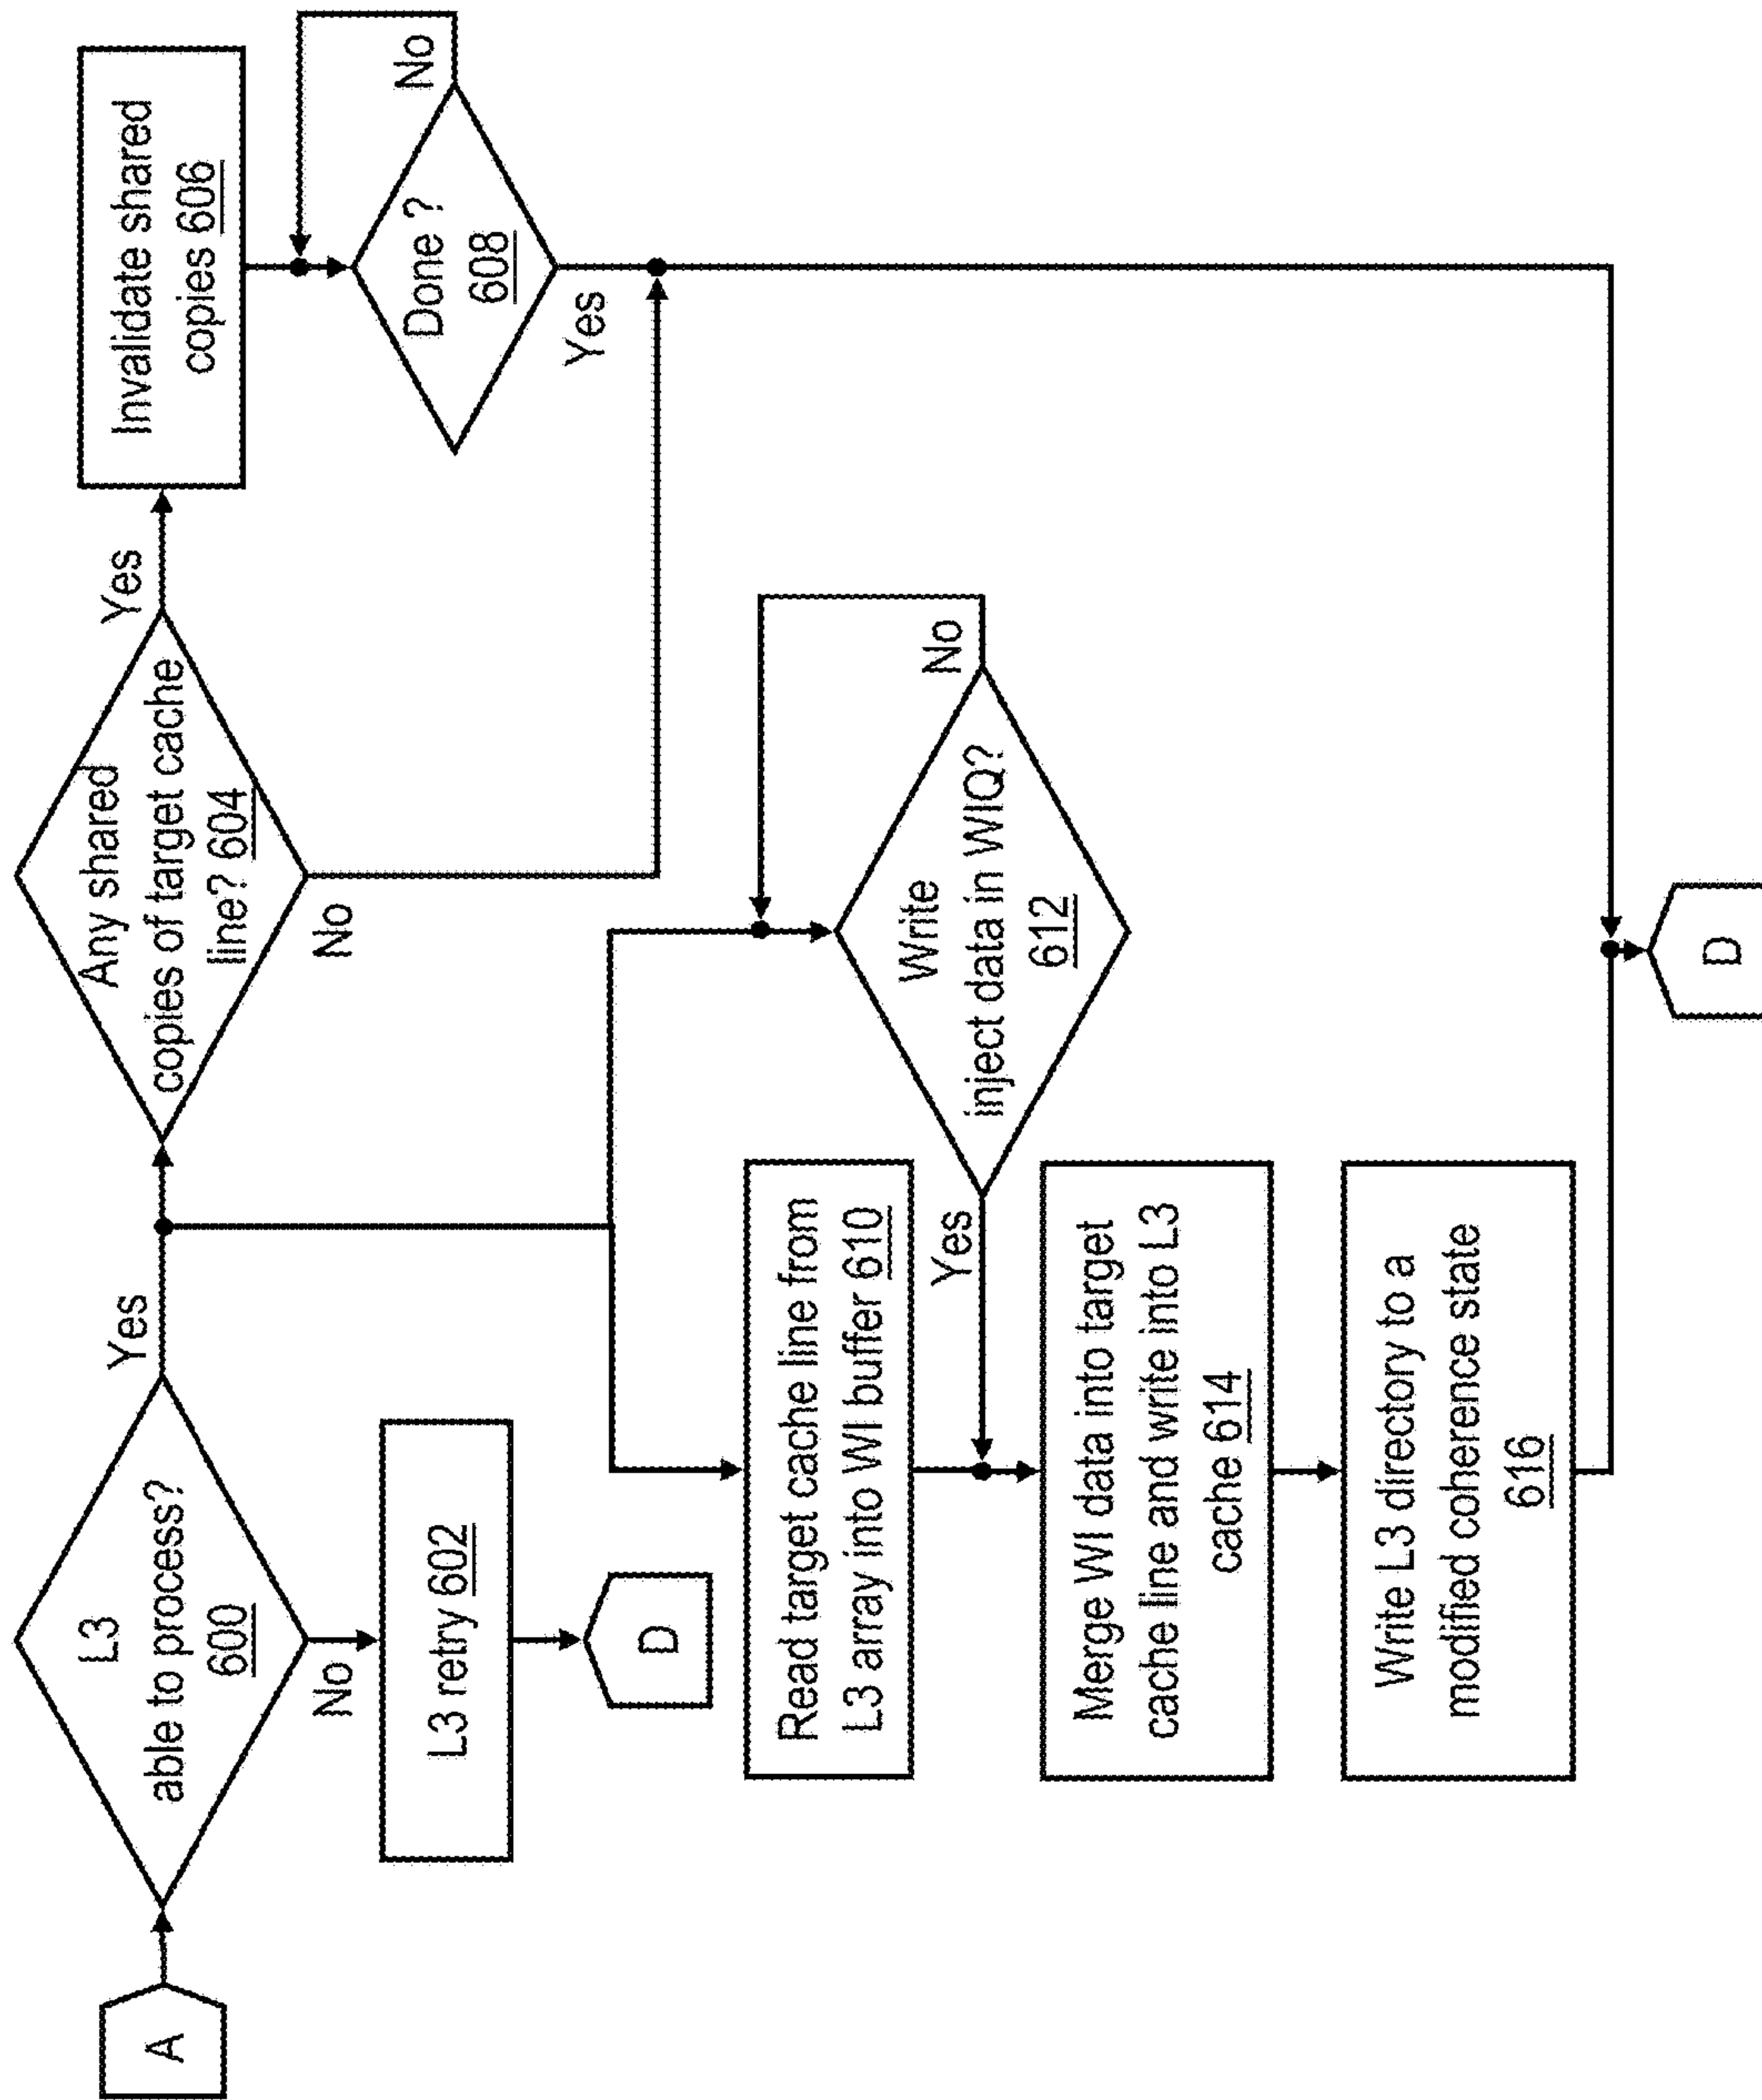 A
L3
able to process?
600
Yes
No
L3 retry 602
D
Any shared
copies of target cache
line? 604
Yes
No
Invalidate shared
copies 606
Done ?
608
No
Yes
Read target cache line from
L3 array into WI buffer 610
Write
inject data in WIQ?
612
No
Yes
Merge WI data into target
cache line and write into L3
cache 614
Write L3 directory to a
modified coherence state
616
D